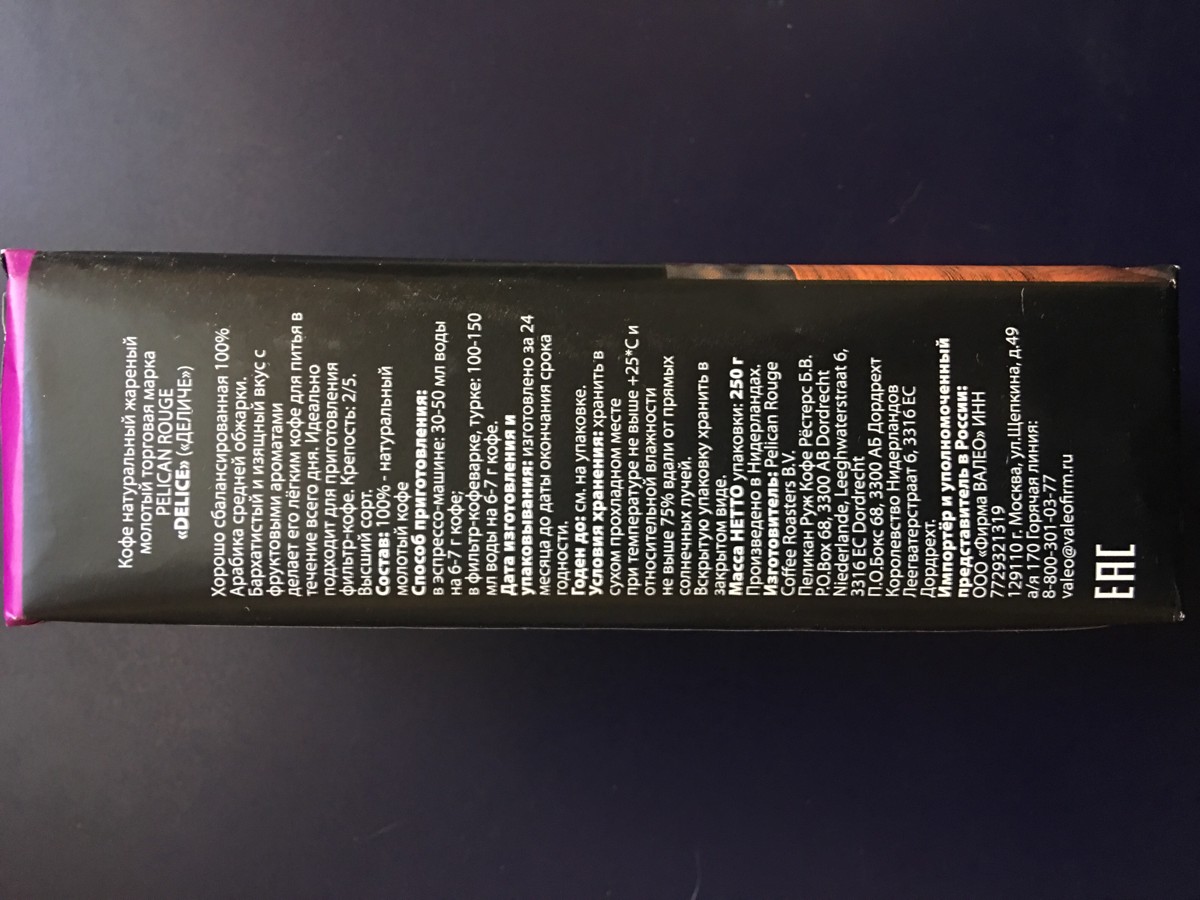 Кофе натуральный жареный
молотый торговая марка
PELICAN ROUGE
«DELICE» («ДЕЛИЧЕ»)
Хорошо сбалансированная 100%
Арабика средней обжарки.
Бархатистый и изящный вкус с
фруктовыми ароматами
делает его лёгким кофе для питья в
течение всего дня. Идеально
подходит для приготовления
фильтр-кофе. Крепость: 2/5.
Высший сорт.
Состав: 100% - натуральный
молотый кофе
Способ приготовления:
в эспрессо-машине: 30-50 мл воды
на 6-7 г кофе;
в фильтр-кофеварке, турке: 100-150
мл воды на 6-7 г кофе.
Дата изготовления и
упаковывания: изготовлено за 24
месяца до даты окончания срока
годности.
Годен до: см. на упаковке.
Условия хранения: хранить в
сухом прохладном месте
при температуре не выше +25*С и
относительной влажности
не выше 75% вдали от прямых
солнечных лучей.
Вскрытую упаковку хранить в
закрытом виде.
Масса НЕТТО упаковки: 250 г
Произведено в Нидерландах.
Изготовитель: Pelican Rouge
Coffee Roasters B.V.
Пеликан Руж Кофе Рёстерс Б.В.
P.O.Box 68, 3300 AB Dordrecht
Niederlande, Leeghwaterstraat 6,
3316 EC Dordrecht
П.О.Бокс 68, 3300 АБ Дордрехт
Королевство Нидерландов
Леегватерстраат 6, 3316 ЕС
Дордрехт.
Импортёр и уполномоченный
представитель в России:
ООО «Фирма ВАЛЕО» ИНН
7729321319
129110 г. Москва, ул.Щепкина, д.49
а/я 170 Горячая линия:
8-800-301-03-77
valeo@valeofirm.ru
ЕАС